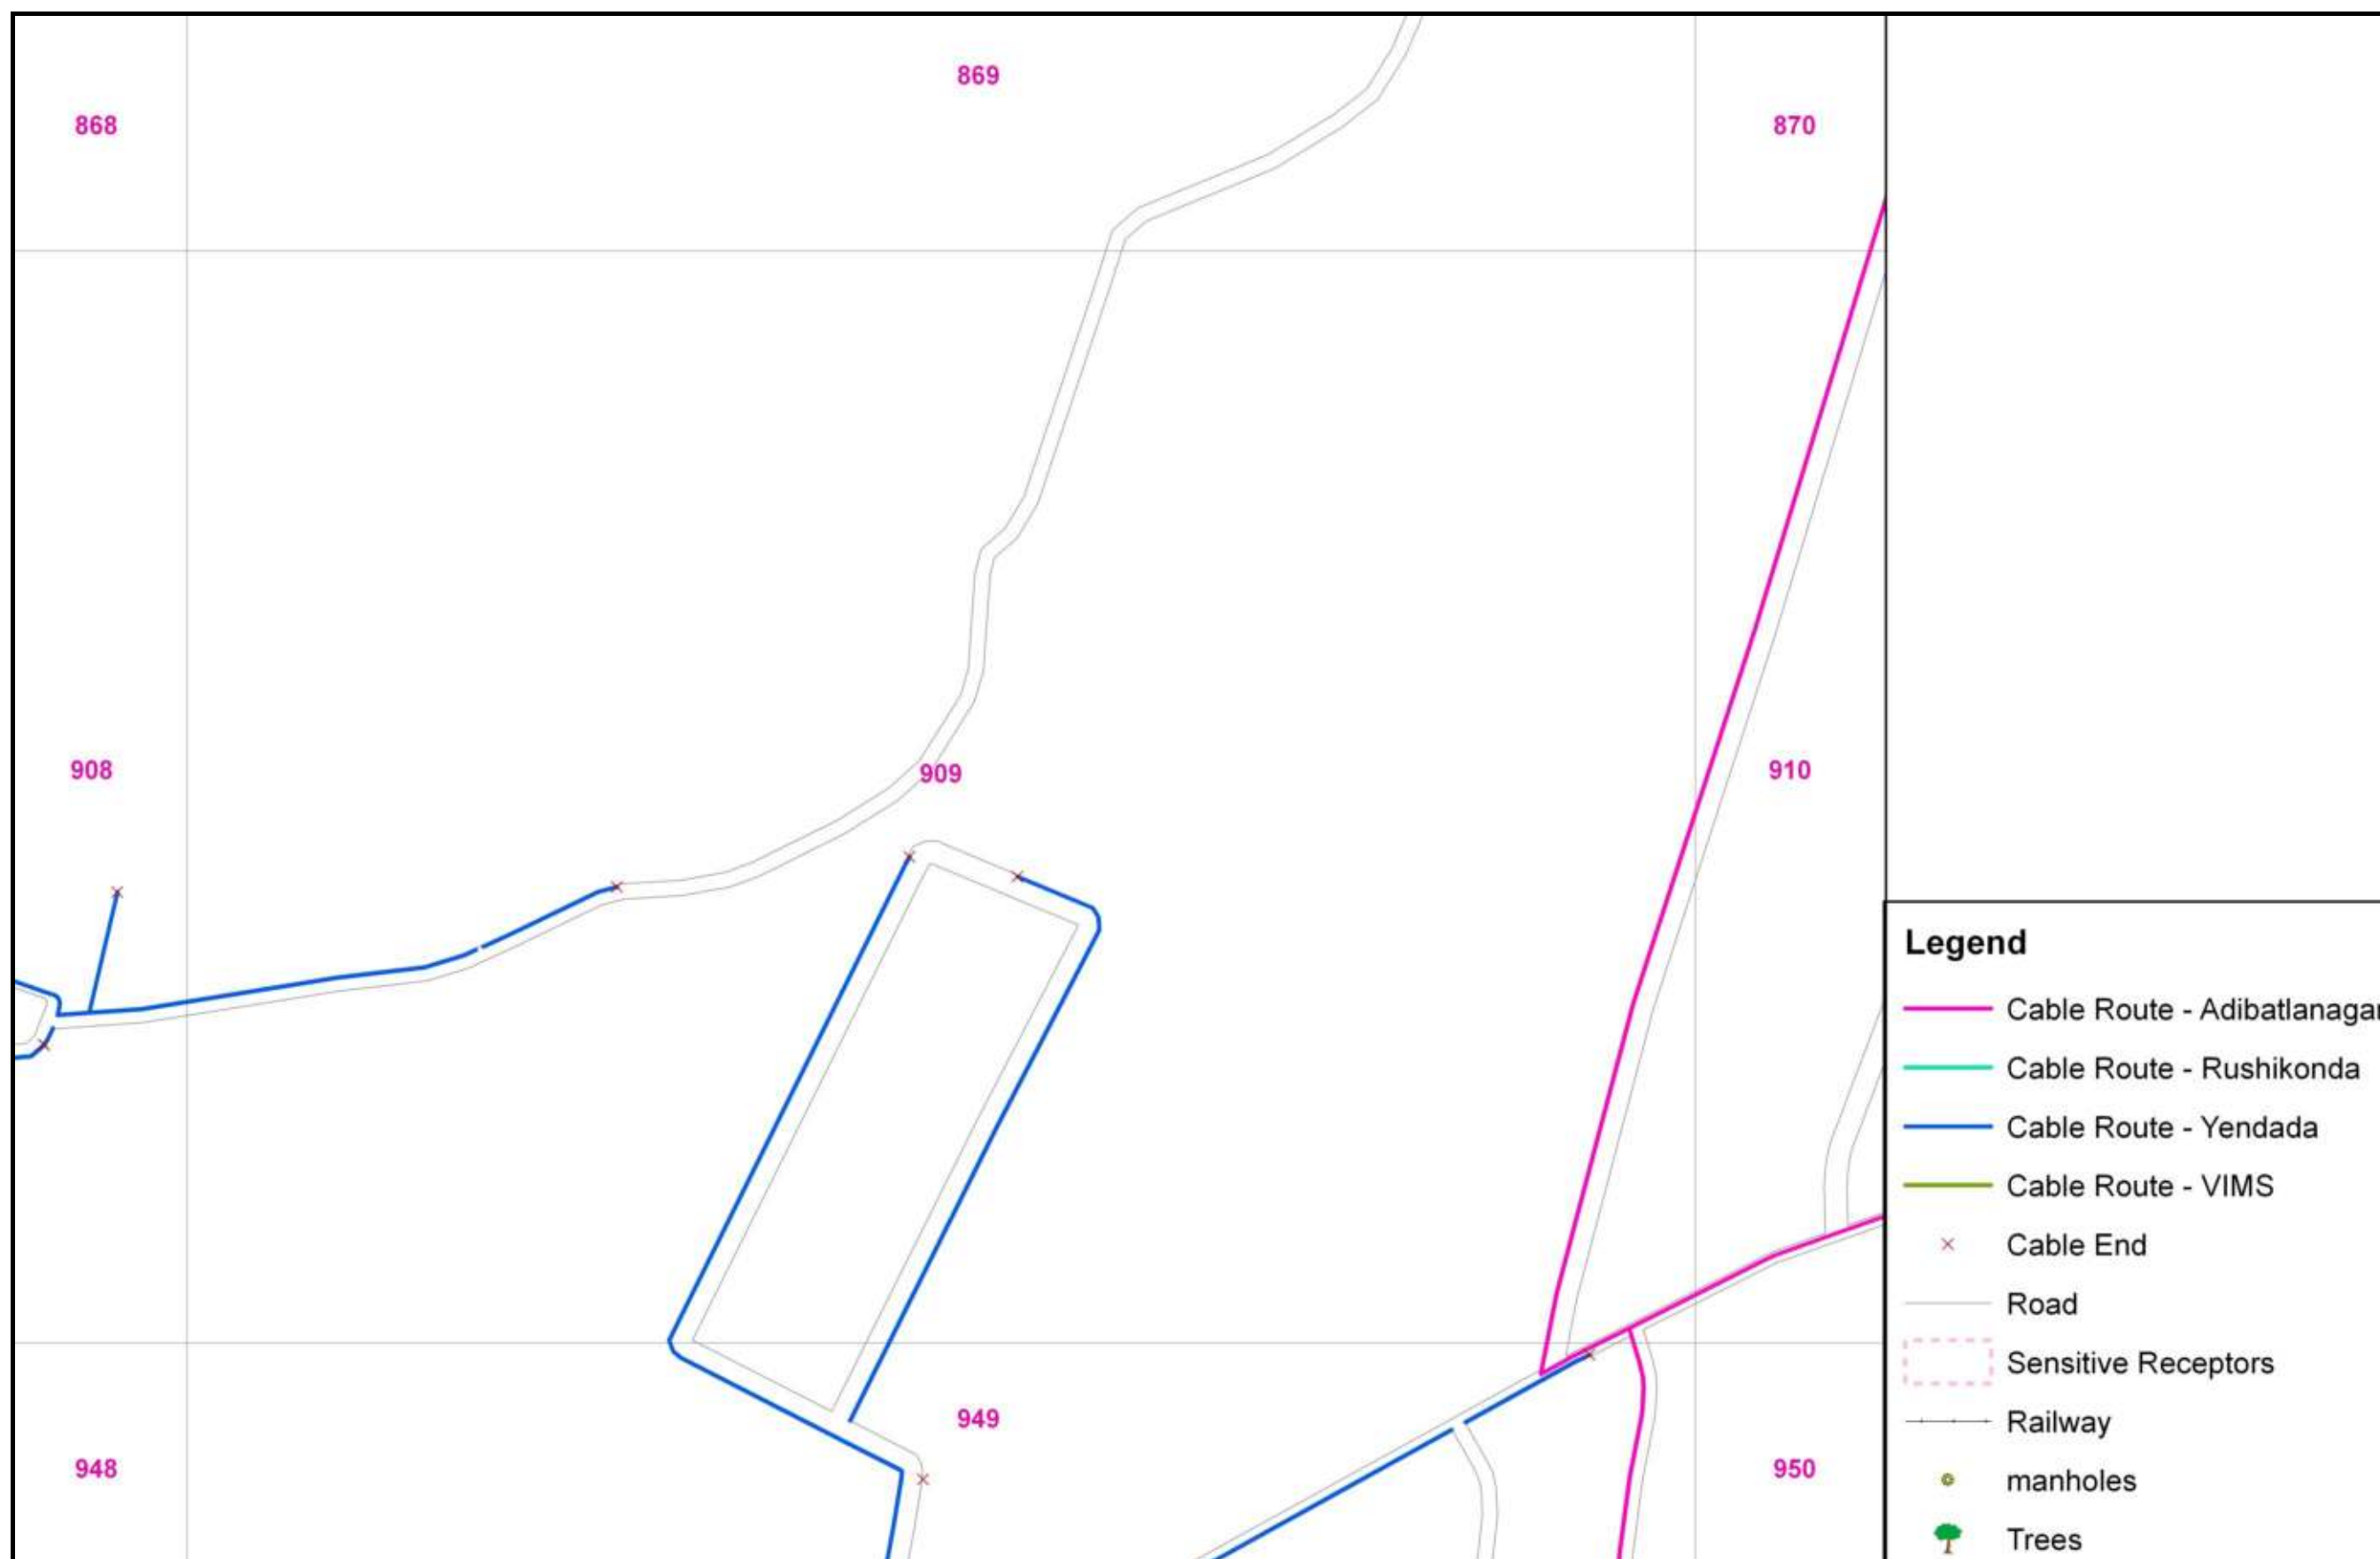 869
868
870
908
909
910
949
948
950
Legend
Cable Route - Adibatlanagar
Cable Route - Rushikonda
Cable Route - Yendada
Cable Route - VIMS
Cable End
Road
Sensitive Receptors
Railway
manholes
Trees